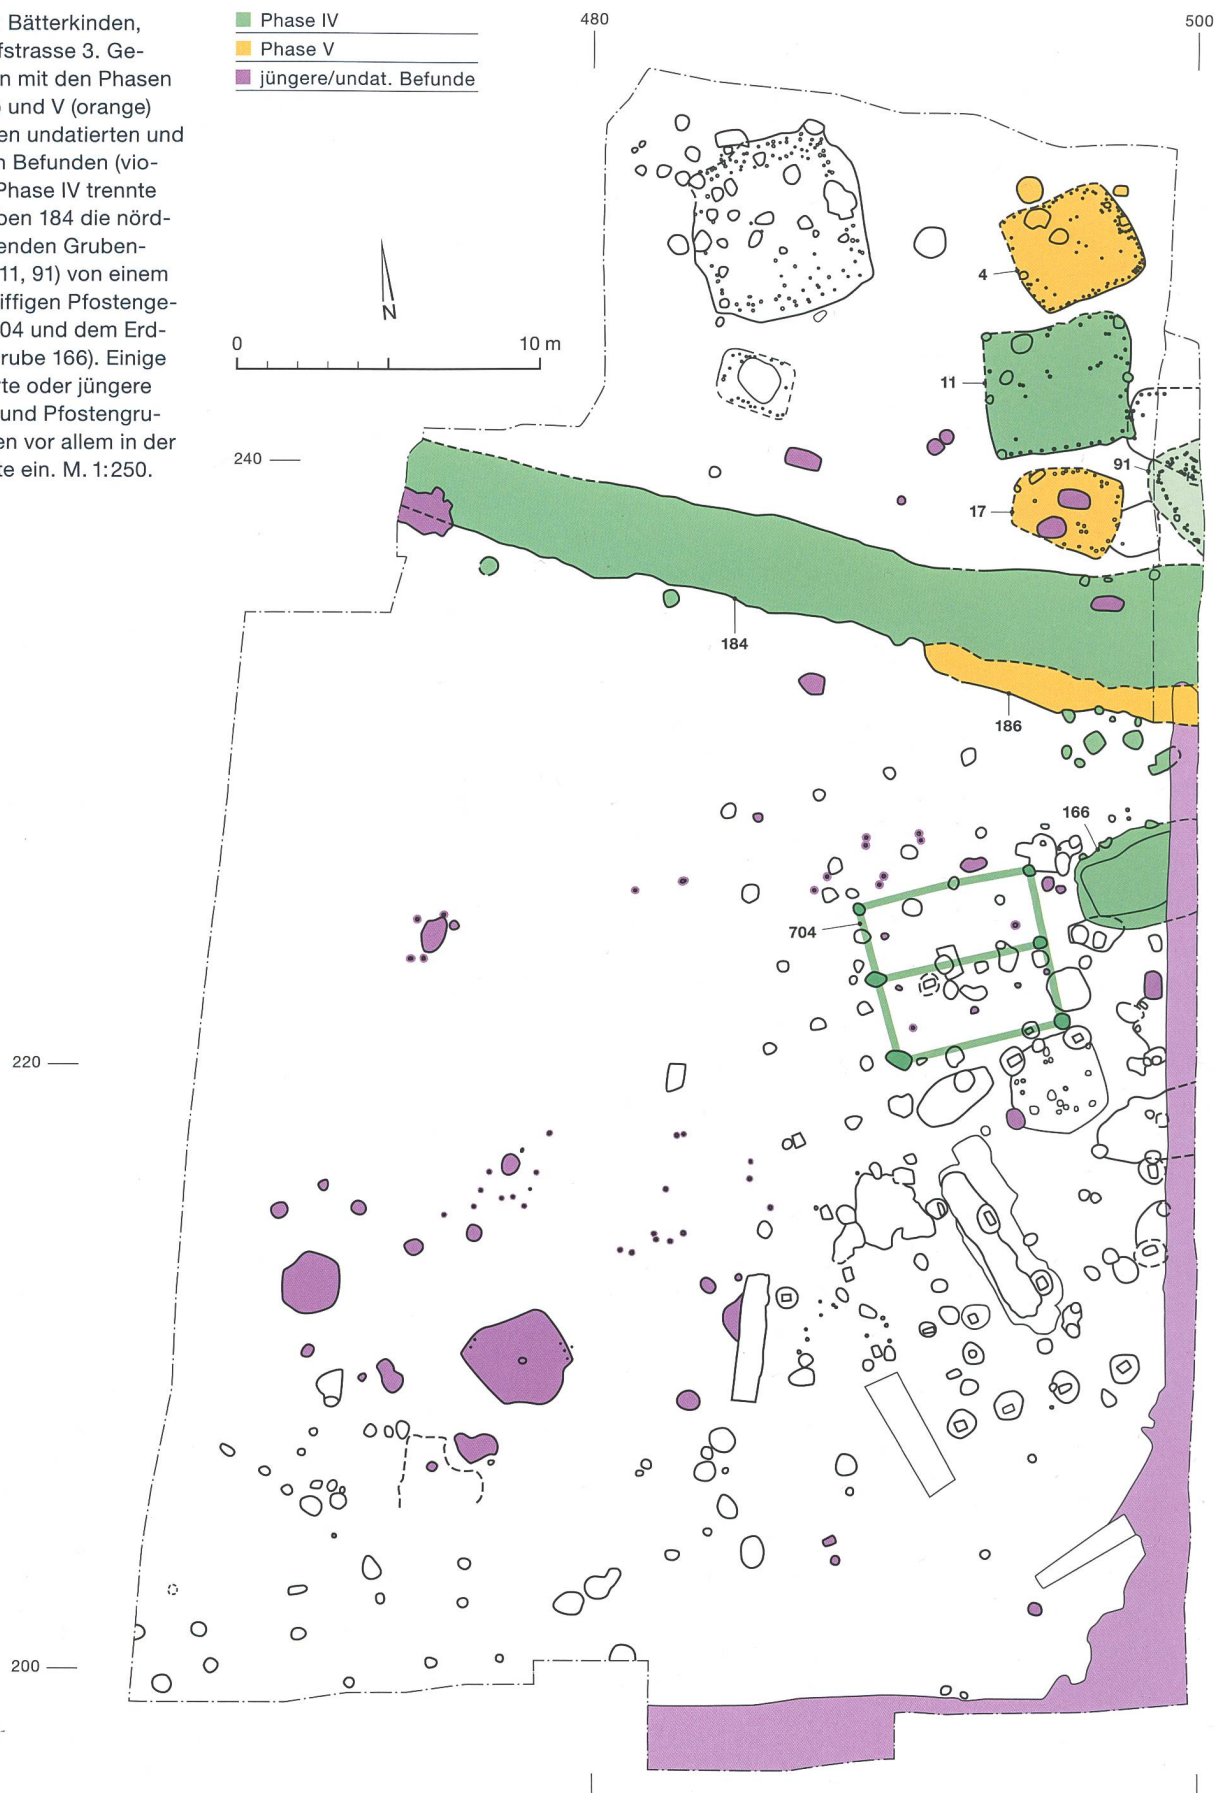 Bätterkinden,
fstrasse 3. Ge-
n mit den Phasen
und V (orange)
en undatierten und
n Befunden (vio-
Phase IV trennte
ben 184 die nörd-
enden Gruben-
11, 91) von einem
iffigen Pfostenge-
04 und dem Erd-
rube 166). Einige
rte oder jüngere
und Pfostengru-
en vor allem in der
te ein. M. 1:250.
Phase IV
Phase V
jüngere/undat. Befunde
480
500
N
0
10 m
240
220
200
4
11
91
17
184
186
166
704